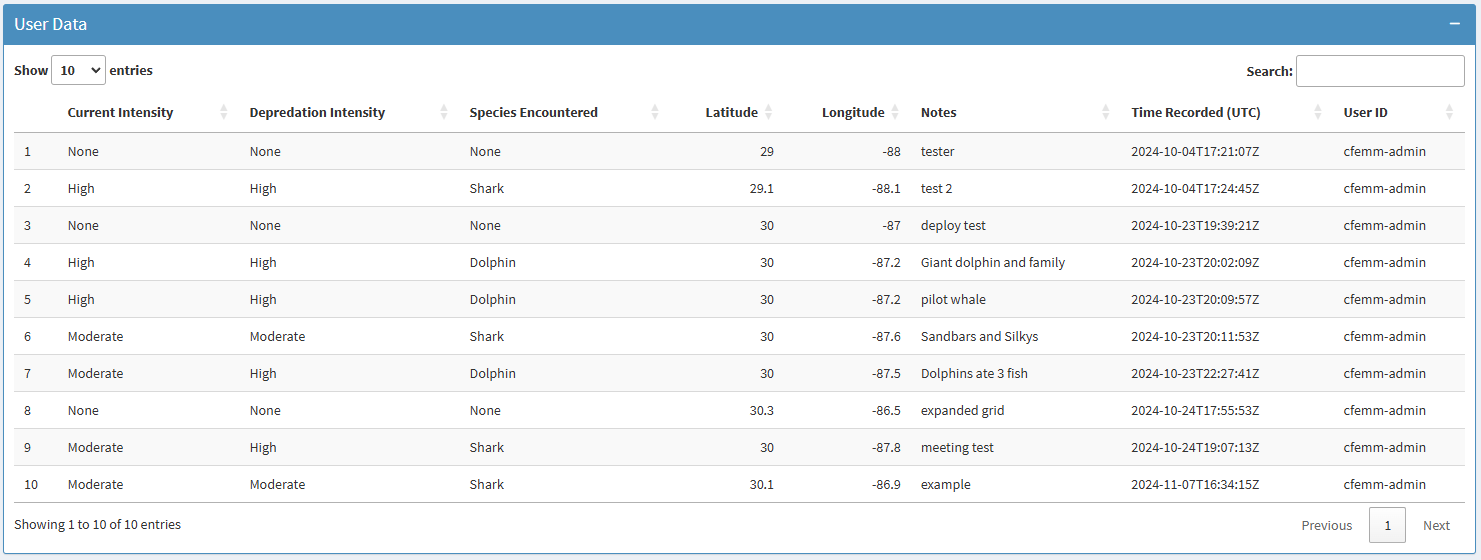 User Data
Show 10 entries Search:
Current Intensity Depredation Intensity Species Encountered Latitude Longitude Notes Time Recorded (UTC) User ID
1 None None None 29 -88 tester 2024-10-04T17:21:07Z cfemm-admin
2 High High Shark 29.1 -88.1 test 2 2024-10-04T17:24:45Z cfemm-admin
3 None None None 30 -87 deploy test 2024-10-23T19:39:21Z cfemm-admin
4 High High Dolphin 30 -87.2 Giant dolphin and family 2024-10-23T20:02:09Z cfemm-admin
5 High High Dolphin 30 -87.2 pilot whale 2024-10-23T20:09:57Z cfemm-admin
6 Moderate Moderate Shark 30 -87.6 Sandbars and Silkys 2024-10-23T20:11:53Z cfemm-admin
7 Moderate High Dolphin 30 -87.5 Dolphins ate 3 fish 2024-10-23T22:27:41Z cfemm-admin
8 None None None 30.3 -86.5 expanded grid 2024-10-24T17:55:53Z cfemm-admin
9 Moderate High Shark 30 -87.8 meeting test 2024-10-24T19:07:13Z cfemm-admin
10 Moderate Moderate Shark 30.1 -86.9 example 2024-11-07T16:34:15Z cfemm-admin
Showing 1 to 10 of 10 entries Previous 1 Next